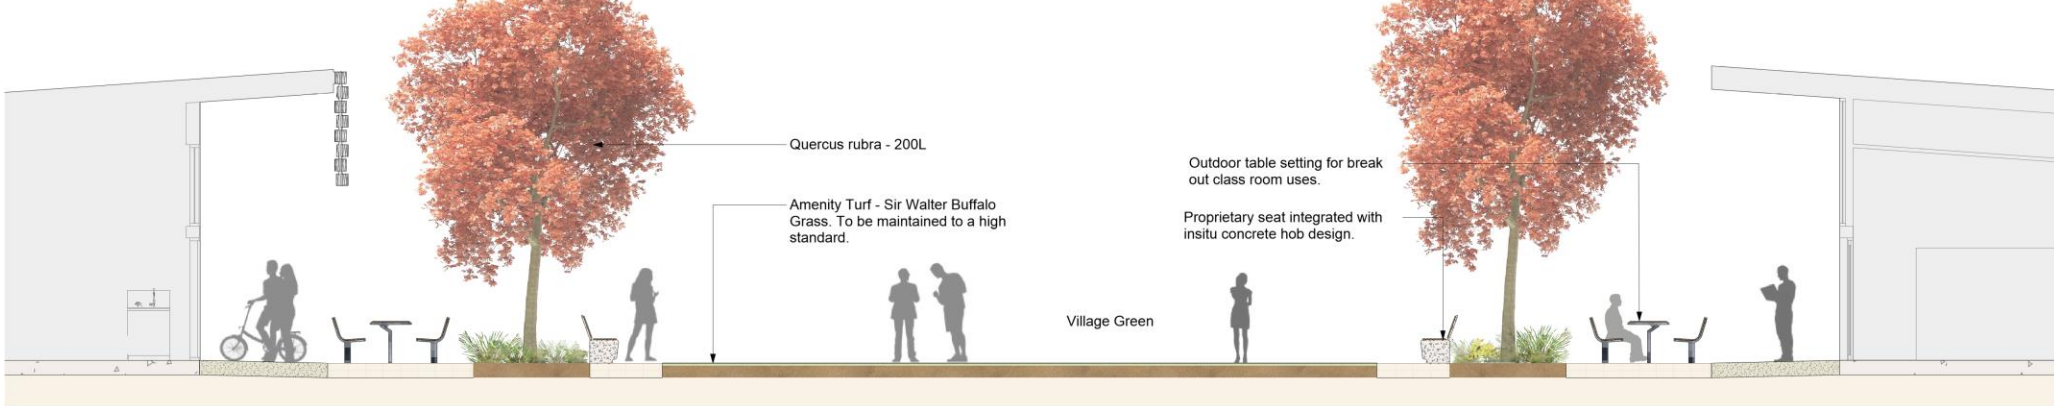 Quercus rubra - 200L
Amenity Turf - Sir Walter Buffalo
Grass. To be maintained to a high
standard.
Village Green
Outdoor table setting for break
out class room uses.
Proprietary seat integrated with
insitu concrete hob design.